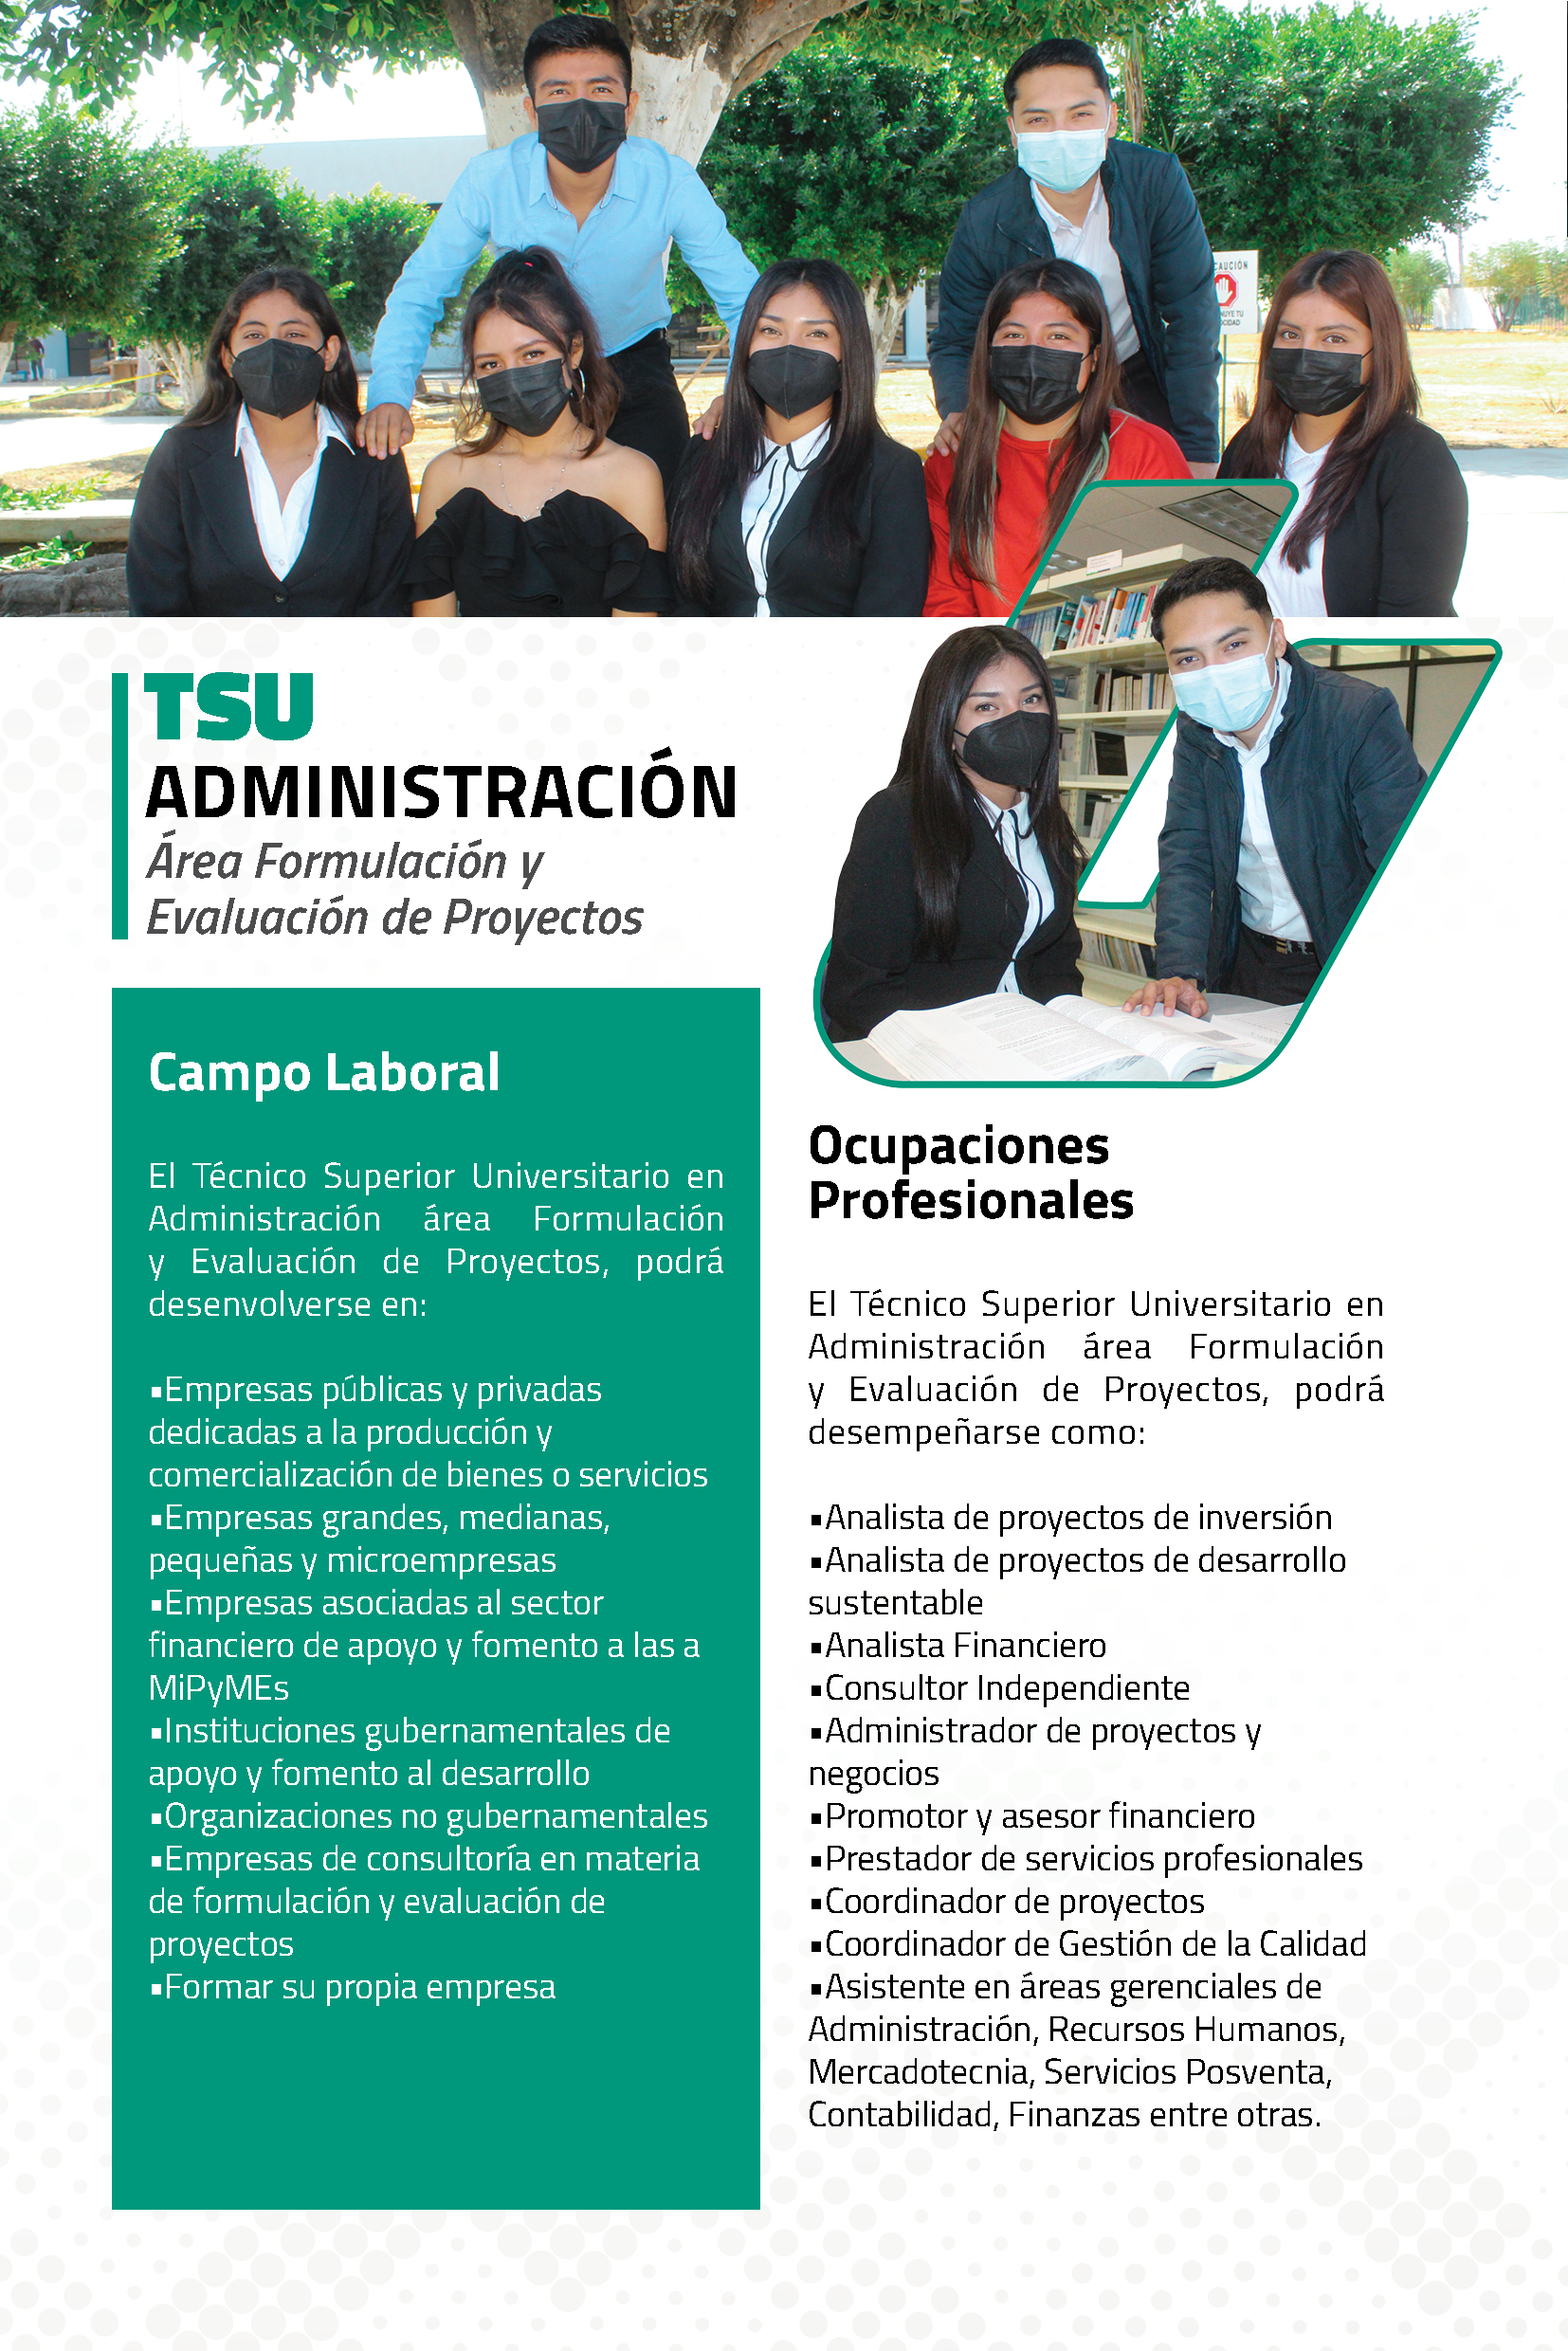 TSU
ADMINISTRACIÓN
Área Formulación y
Evaluación de Proyectos
Campo Laboral
El Técnico Superior Universitario en
Administración área Formulación
y Evaluación de Proyectos, podrá
desenvolverse en:
▪Empresas públicas y privadas
dedicadas a la producción y
comercialización de bienes o servicios
▪Empresas grandes, medianas,
pequeñas y microempresas
▪Empresas asociadas al sector
financiero de apoyo y fomento a las a
MiPyMEs
▪Instituciones gubernamentales de
apoyo y fomento al desarrollo
▪Organizaciones no gubernamentales
▪Empresas de consultoría en materia
de formulación y evaluación de
proyectos
▪Formar su propia empresa
Ocupaciones
Profesionales
El Técnico Superior Universitario en
Administración área Formulación
y Evaluación de Proyectos, podrá
desempeñarse como:
▪Analista de proyectos de inversión
▪Analista de proyectos de desarrollo
sustentable
▪Analista Financiero
▪Consultor Independiente
▪Administrador de proyectos y
negocios
▪Promotor y asesor financiero
▪Prestador de servicios profesionales
▪Coordinador de proyectos
▪Coordinador de Gestión de la Calidad
▪Asistente en áreas gerenciales de
Administración, Recursos Humanos,
Mercadotecnia, Servicios Posventa,
Contabilidad, Finanzas entre otras.